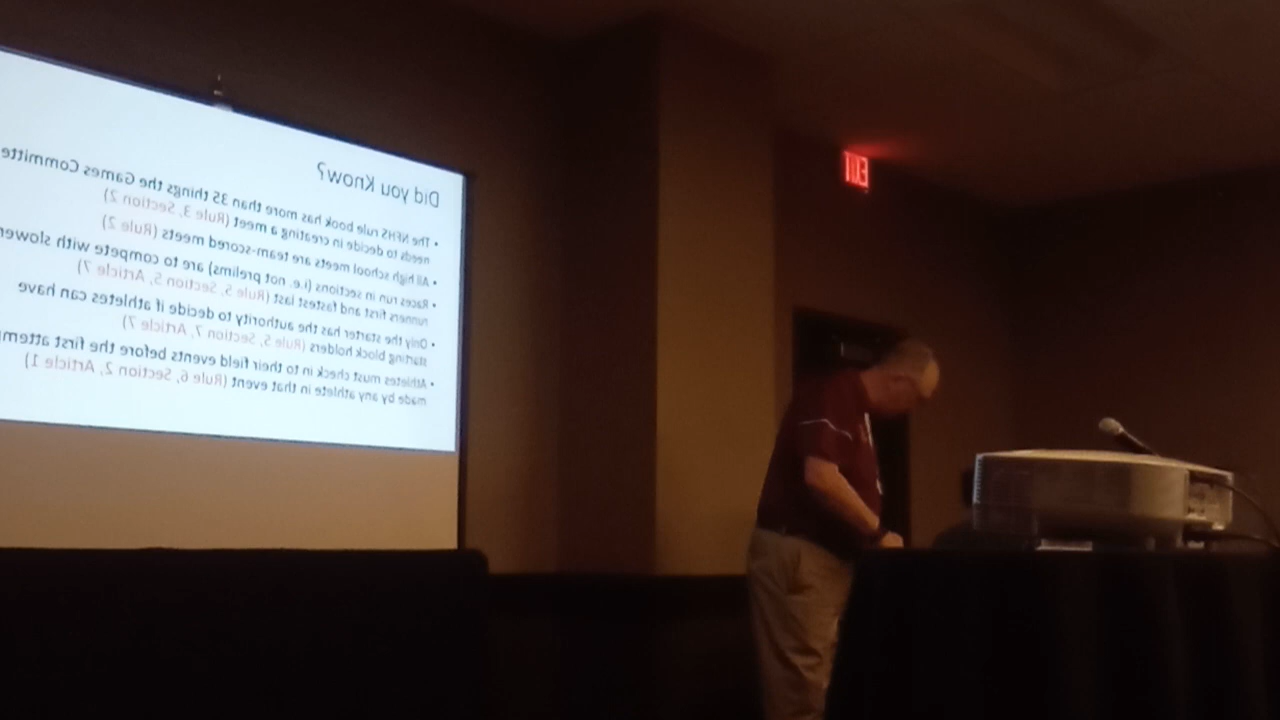 Did you Know?
• The NFHS rule book has more than 35 things the Games
needs to decide in creating a meet (Rule 3, Section 2)
• All high school meets are team-scored meets (Rule 2)
• Races run in sections (i.e. not prelims) are to compete with slower
runners first and fastest last (Rule 5, Section 5, Article 7)
• Only the starter has the authority to decide if athletes can have
starting block holders (Rule 5, Section 7, Article 7)
• Athletes must check in to their field events before the first
made by any athlete in that event (Rule 6, Section 2, Article 1)
EXIT